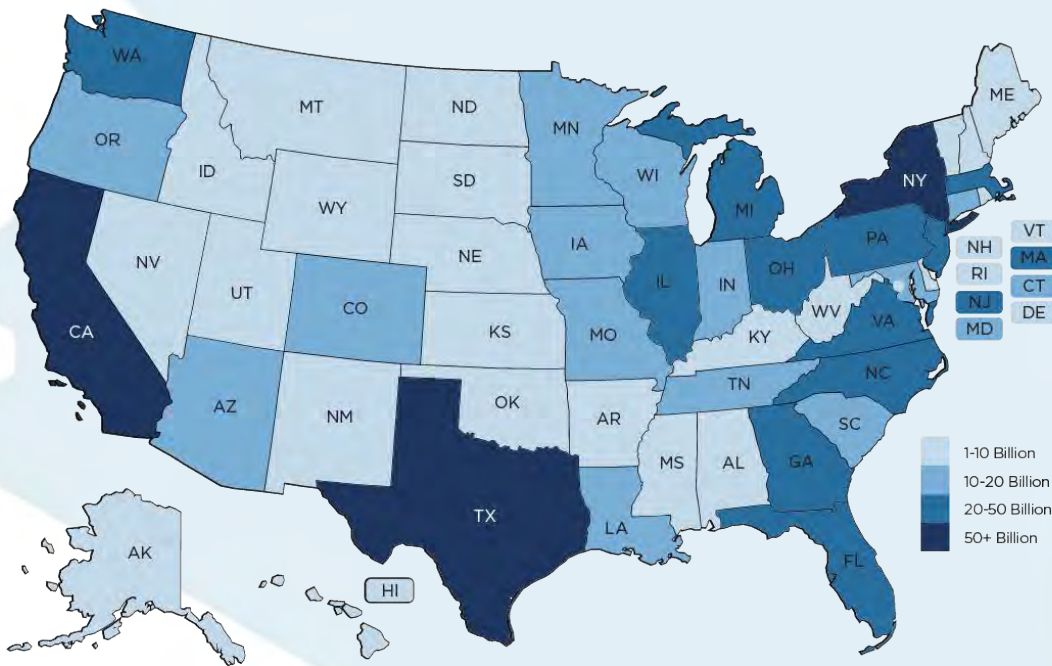 WA
MT
ND
MN
ME
OR
ID
SD
WI
NY
WY
MI
VT
NH
MA
RI
CT
NJ
DE
MD
NE
IA
PA
NV
UT
CO
IL
IN
OH
CA
KS
MO
KY
WV
VA
AZ
NM
OK
TN
NC
AR
SC
MS
AL
GA
TX
LA
FL
1-10 Billion
10-20 Billion
20-50 Billion
50+ Billion
AK
HI